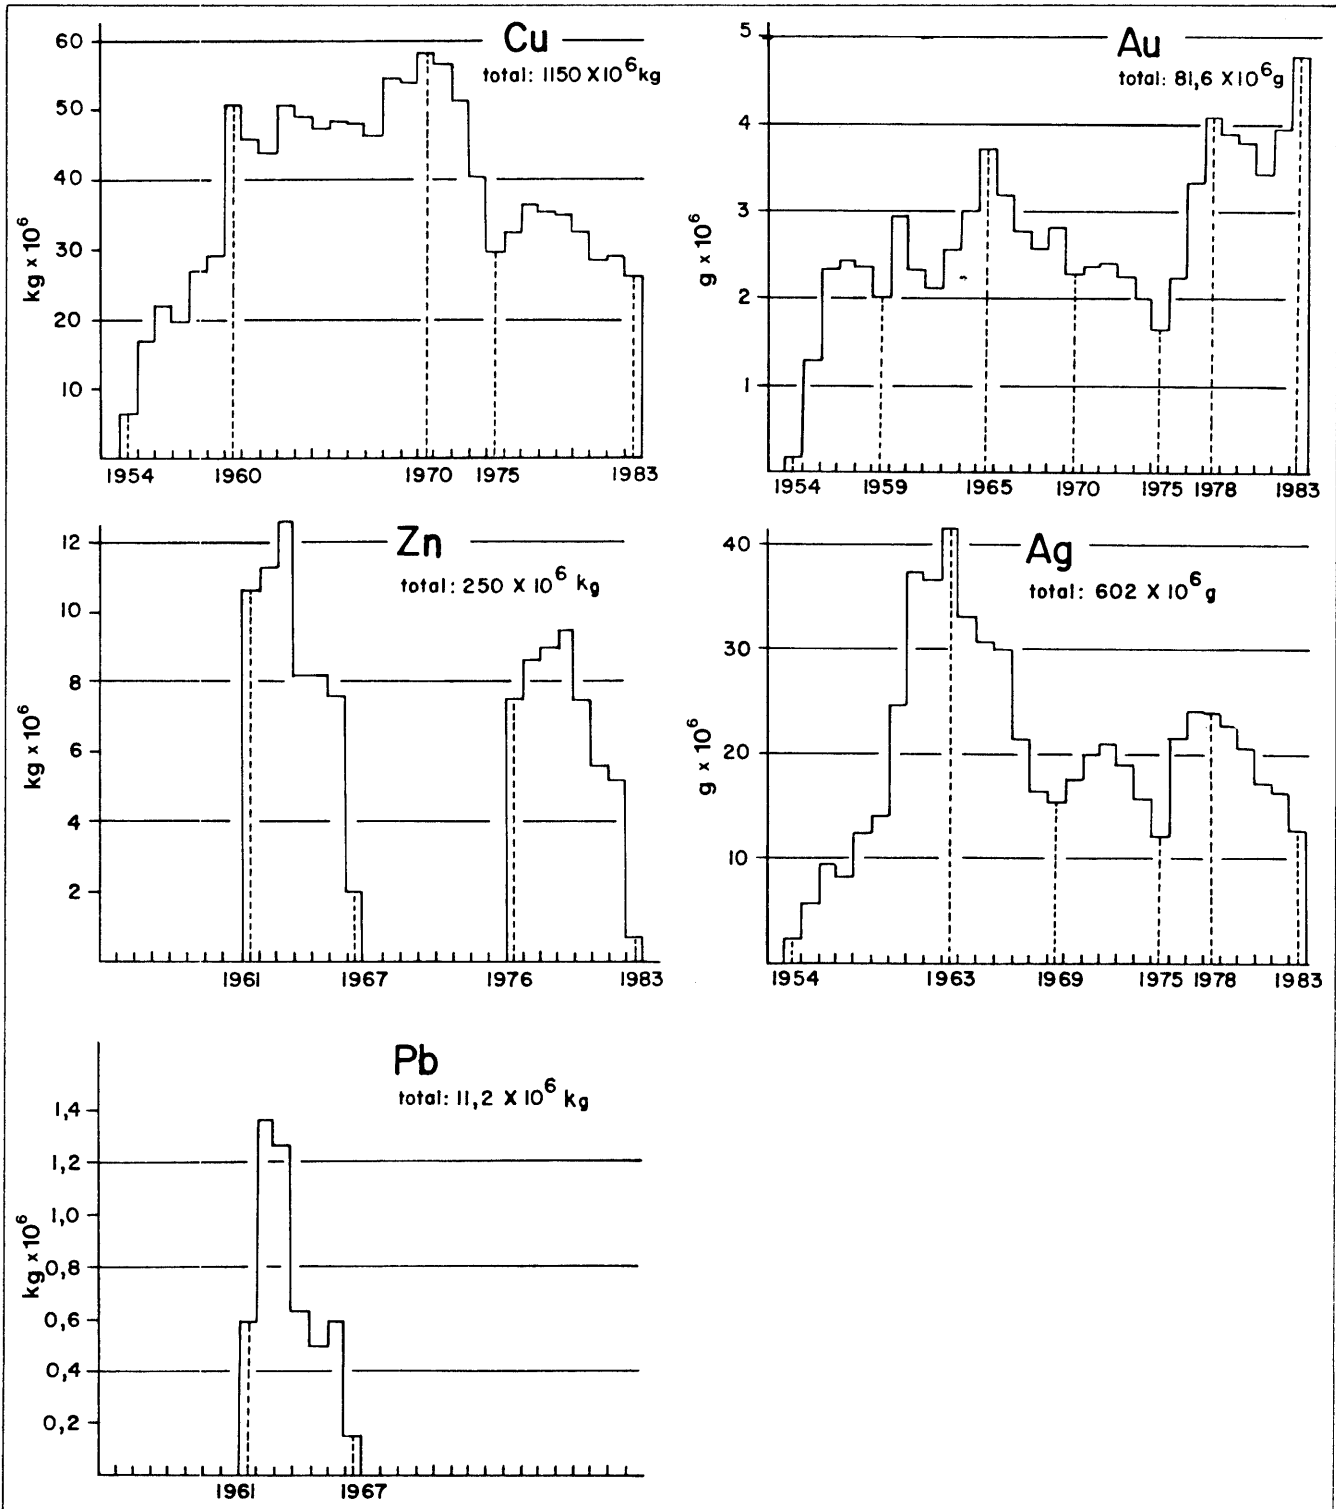 Cu
total: 1150 X 10⁶ kg
60
50
40
30
20
10
kg x 10⁶
1954 1960 1970 1975 1983
Au
total: 81,6 X 10⁶ g
5
4
3
2
1
g x 10⁶
1954 1959 1965 1970 1975 1978 1983
Zn
total: 250 X 10⁶ kg
12
10
8
6
4
2
kg x 10⁶
1961 1967 1976 1983
Ag
total: 602 X 10⁶ g
40
30
20
10
g x 10⁶
1954 1963 1969 1975 1978 1983
Pb
total: 11,2 X 10⁶ kg
1,4
1,2
1,0
0,8
0,6
0,4
0,2
kg x 10⁶
1961 1967